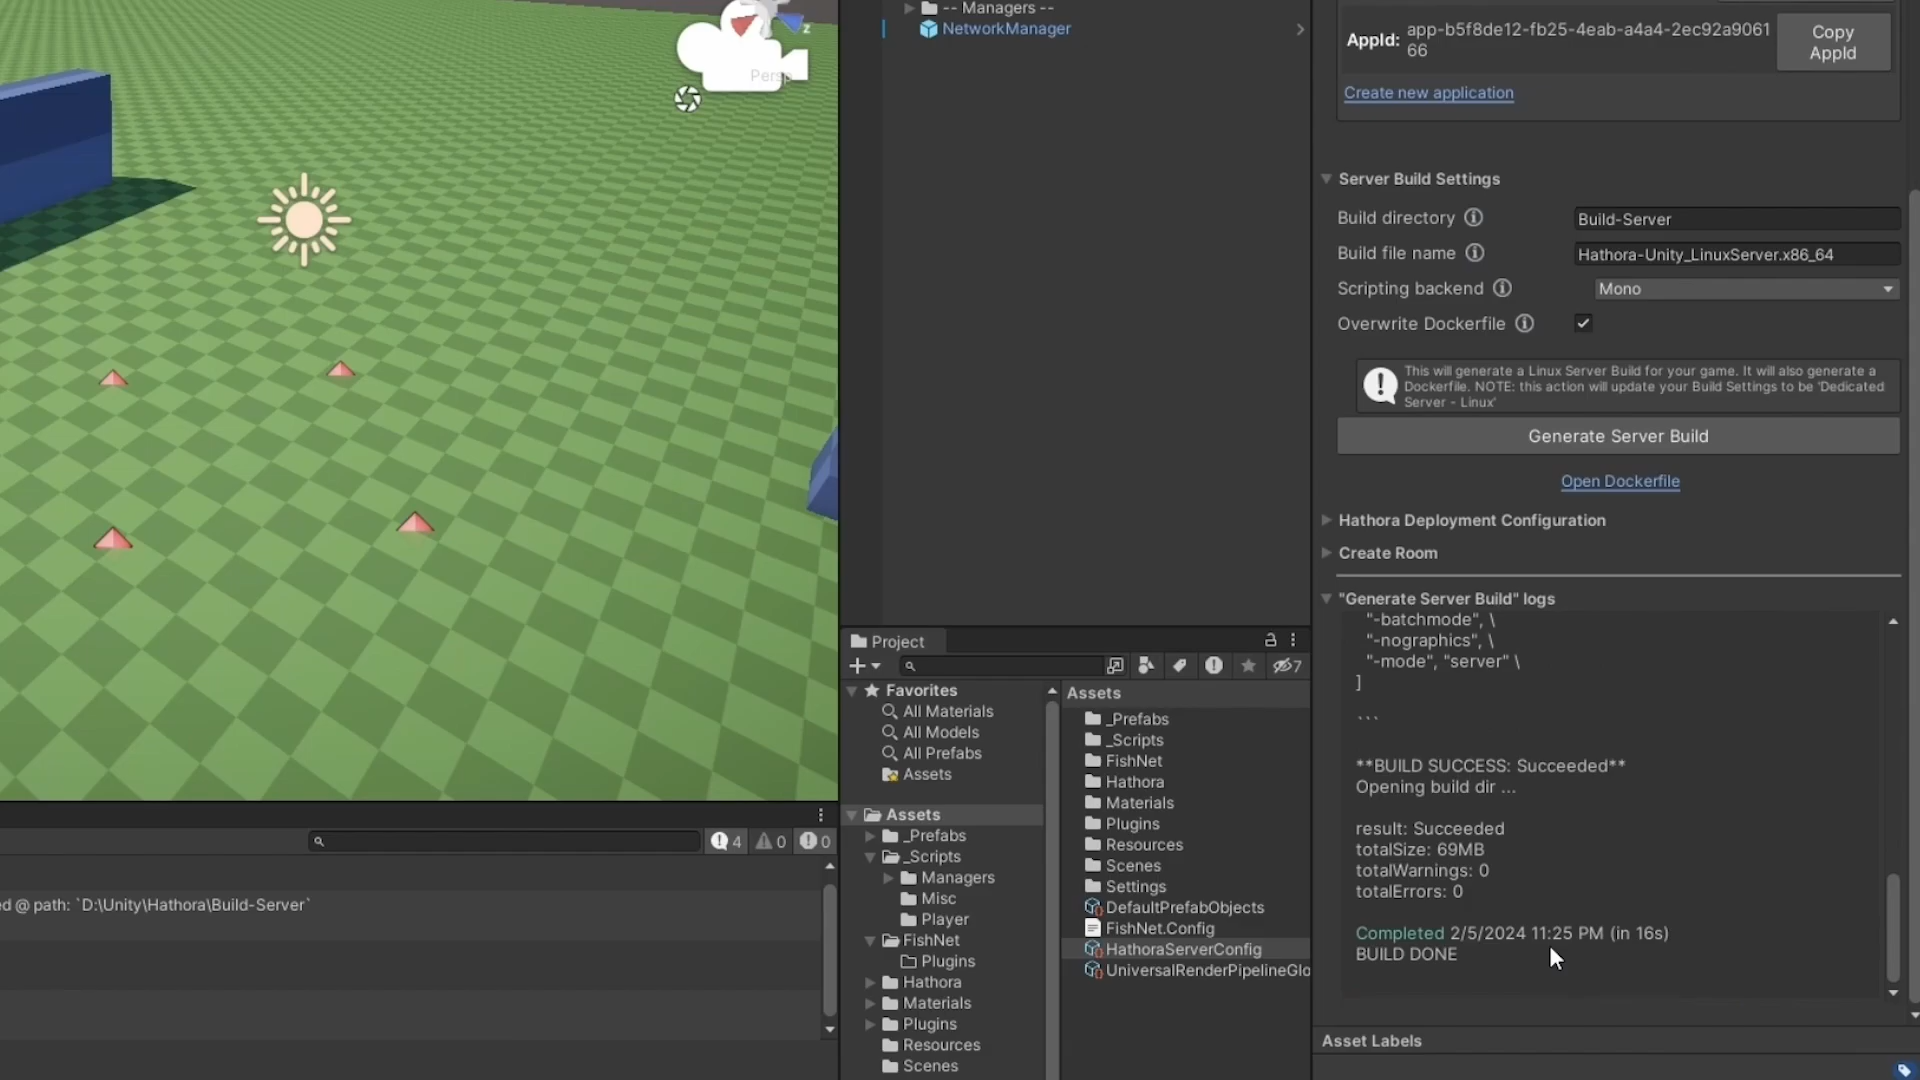 -- Managers --
NetworkManager
z
Persp
AppId:
app-b5f8de12-fb25-4eab-a4a4-2ec92a9061
66
Copy
AppId
Create new application
Server Build Settings
Build directory
Build-Server
Build file name
Hathora-Unity_LinuxServer.x86_64
Scripting backend
Mono
Overwrite Dockerfile
This will generate a Linux Server Build for your game. It will also generate a
Dockerfile. NOTE: this action will update your Build Settings to be 'Dedicated
Server - Linux'
Generate Server Build
Open Dockerfile
Hathora Deployment Configuration
Create Room
"Generate Server Build" logs
"-batchmode", \
"-nographics", \
"-mode", "server" \
]
```
**BUILD SUCCESS: Succeeded**
Opening build dir ...
result: Succeeded
totalSize: 69MB
totalWarnings: 0
totalErrors: 0
Completed 2/5/2024 11:25 PM (in 16s)
BUILD DONE
Asset Labels
Project
7
Favorites
All Materials
All Models
All Prefabs
Assets
Assets
_Prefabs
_Scripts
Managers
Misc
Player
FishNet
Plugins
Hathora
Materials
Plugins
Resources
Scenes
Assets
_Prefabs
_Scripts
FishNet
Hathora
Materials
Plugins
Resources
Scenes
Settings
DefaultPrefabObjects
FishNet.Config
HathoraServerConfig
UniversalRenderPipelineGlo
4
0
0
ed @ path: `D:\Unity\Hathora\Build-Server`